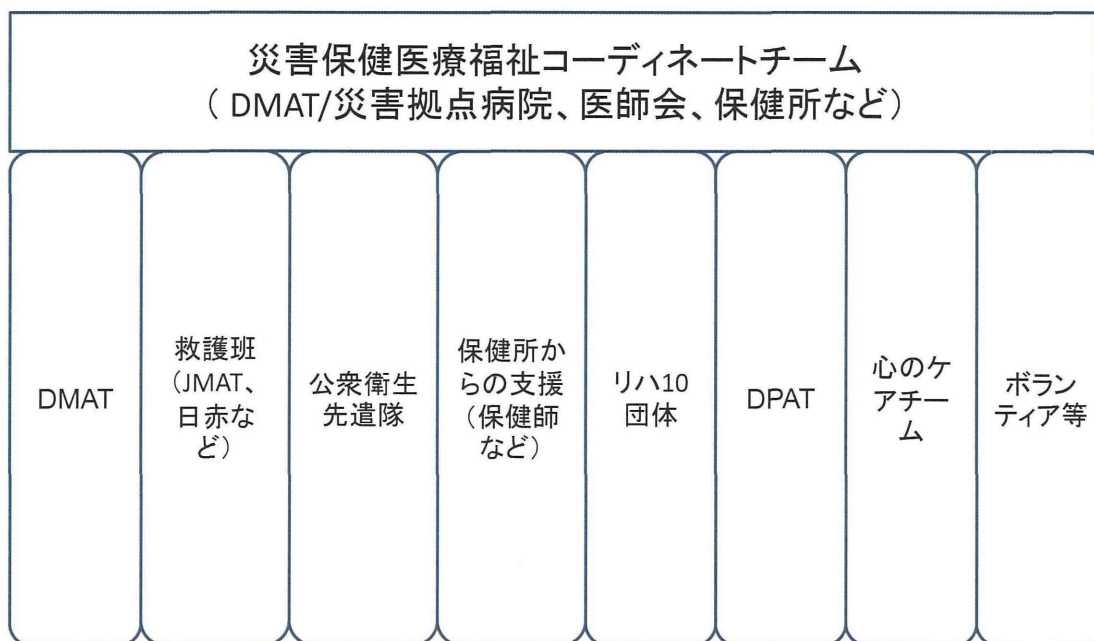 災害保健医療福祉コーディネートチーム
（ DMAT/災害拠点病院、医師会、保健所など）
DMAT
救護班
（JMAT、
日赤な
ど）
公衆衛生
先遣隊
保健所か
らの支援
（保健師
など）
リハ10
団体
DPAT
心のケ
アチー
ム
ボラン
ティア等